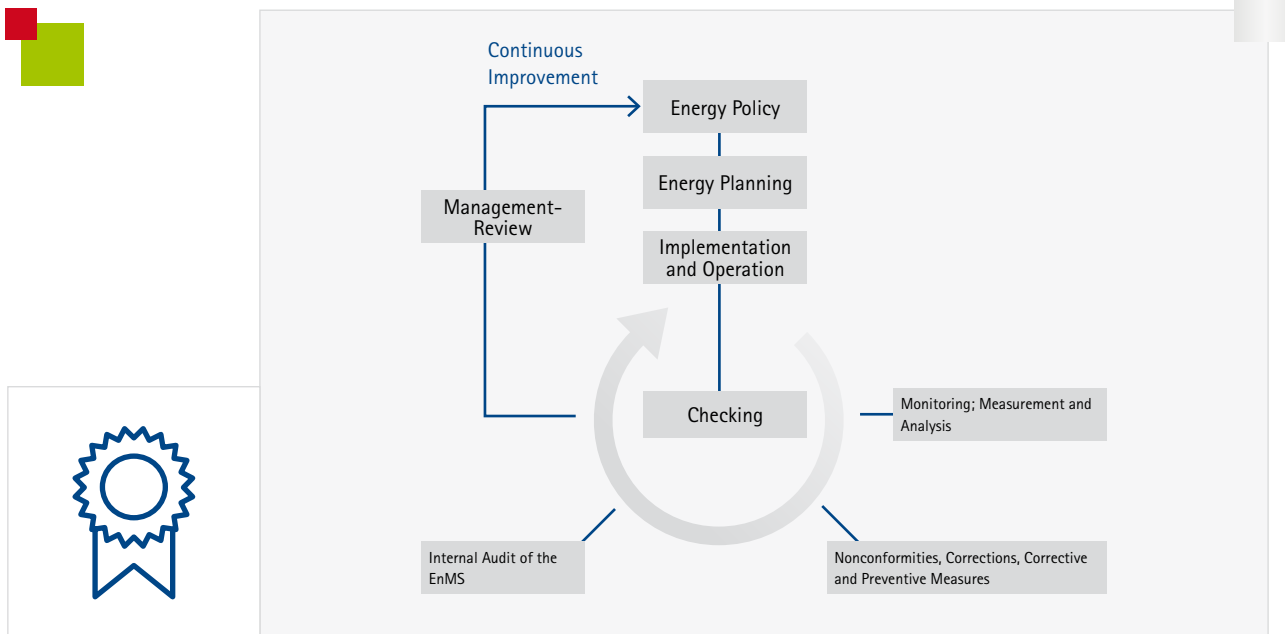 Continuous
Improvement
Energy Policy
Energy Planning
Management-
Review
Implementation
and Operation
Checking
Monitoring; Measurement and
Analysis
Internal Audit of the
EnMS
Nonconformities, Corrections, Corrective
and Preventive Measures